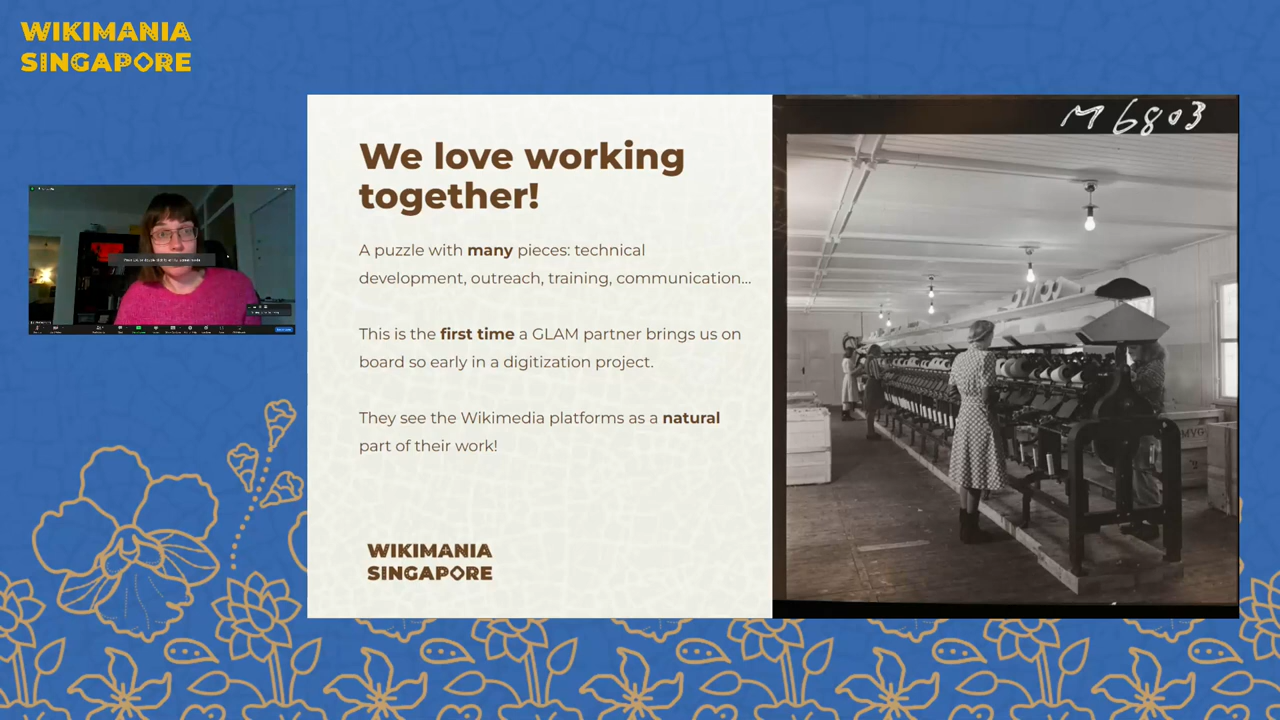 WIKIMANIA
SINGAPORE
We love working
together!
A puzzle with many pieces: technical
development, outreach, training, communication...
This is the first time a GLAM partner brings us on
board so early in a digitization project.
They see the Wikimedia platforms as a natural
part of their work!
WIKIMANIA
SINGAPORE
M 6803
MVG